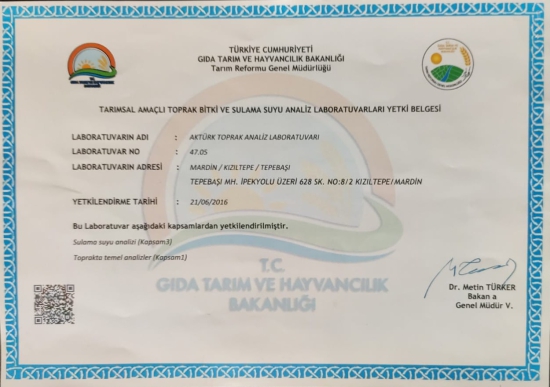 TÜRKİYE CUMHURİYETİ
GIDA TARIM VE HAYVANCILIK BAKANLIĞI
Tarım Reformu Genel Müdürlüğü
T.C.
TARIMSAL AMAÇLI TOPRAK BİTKİ VE SULAMA SUYU ANALİZ LABORATUVARLARI YETKİ BELGESİ
LABORATUVARIN ADI : AKTÜRK TOPRAK ANALİZ LABORATUVARI
LABORATUVAR NO : 47.05
LABORATUVARIN ADRESİ : MARDİN / KIZILTEPE / TEPEBAŞI
TEPEBAŞI MH. İPEKYOLU ÜZERİ 628 SK. NO:8/2 KIZILTEPE/MARDİN
YETKİLENDİRME TARİHİ : 21/06/2016
Bu Laboratuvar aşağıdaki kapsamlardan yetkilendirilmiştir.
Sulama suyu analizi (Kapsam3)
Toprakta temel analizler (Kapsam1)
T.C.
GIDA TARIM VE HAYVANCILIK
BAKANLIĞI
Dr. Metin TÜRKER
Bakan a
Genel Müdür V.